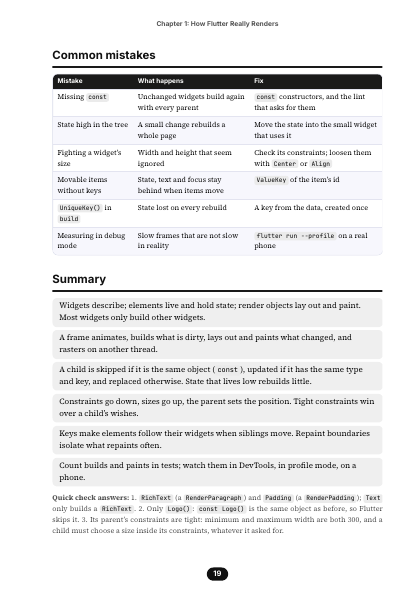 Chapter 1: How Flutter Really Renders
Common mistakes
Mistake What happens Fix
Missing const Unchanged widgets build again const constructors, and the lint
with every parent that asks for them
State high in the tree A small change rebuilds a Move the state into the small widget
whole page that uses it
Fighting a widget's Width and height that seem Check its constraints; loosen them
size ignored with Center or Align
Movable items State, text and focus stay ValueKey of the item's id
without keys behind when items move
UniqueKey() in State lost on every rebuild A key from the data, created once
build
Measuring in debug Slow frames that are not slow flutter run --profile on a real
mode in reality phone
Summary
Widgets describe; elements live and hold state; render objects lay out and paint.
Most widgets only build other widgets.
A frame animates, builds what is dirty, lays out and paints what changed, and
rasters on another thread.
A child is skipped if it is the same object ( const ), updated if it has the same type
and key, and replaced otherwise. State that lives low rebuilds little.
Constraints go down, sizes go up, the parent sets the position. Tight constraints win
over a child's wishes.
Keys make elements follow their widgets when siblings move. Repaint boundaries
isolate what repaints often.
Count builds and paints in tests; watch them in DevTools, in profile mode, on a
phone.
Quick check answers: 1. RichText (a RenderParagraph) and Padding (a RenderPadding); Text
only builds a RichText. 2. Only Logo(): const Logo() is the same object as before, so Flutter
skips it. 3. Its parent's constraints are tight: minimum and maximum width are both 300, and a
child must choose a size inside its constraints, whatever it asked for.
19